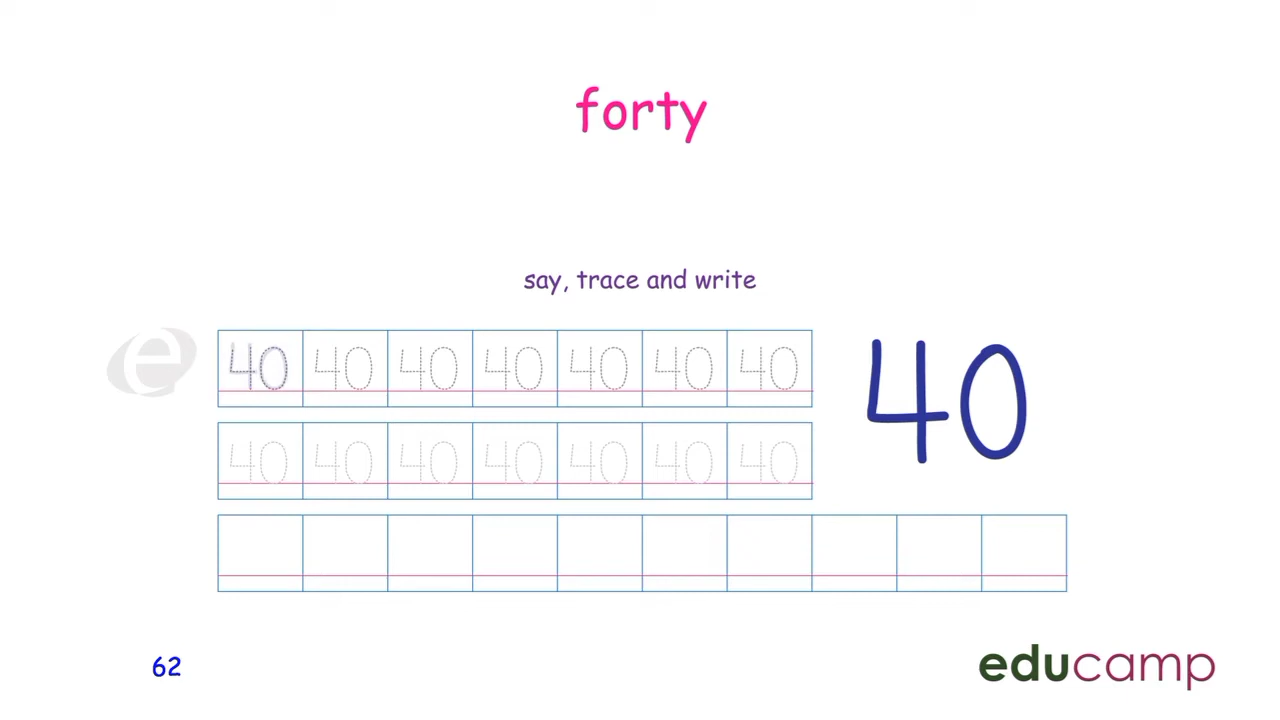 forty
say, trace and write
40 40 40 40 40 40 40
40
40 40 40 40 40 40 40
62
educamp